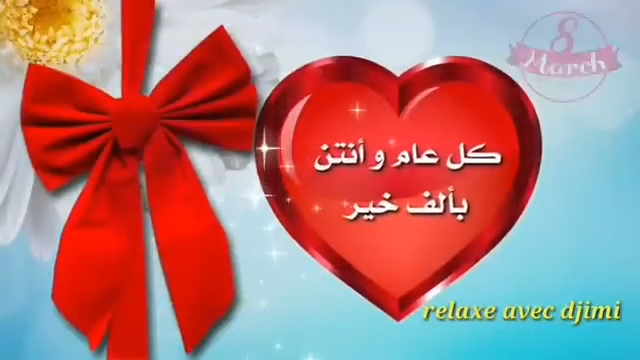 8
March
كل عام و أنتن
بألف خير
relaxe avec djimi